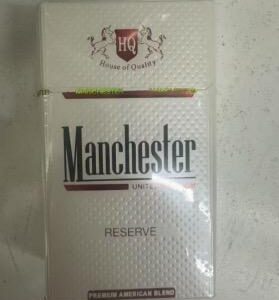 HQ
House of Quality
MANCHESTER
Manchester
UNITED
RESERVE
PREMIUM AMERICAN BLEND